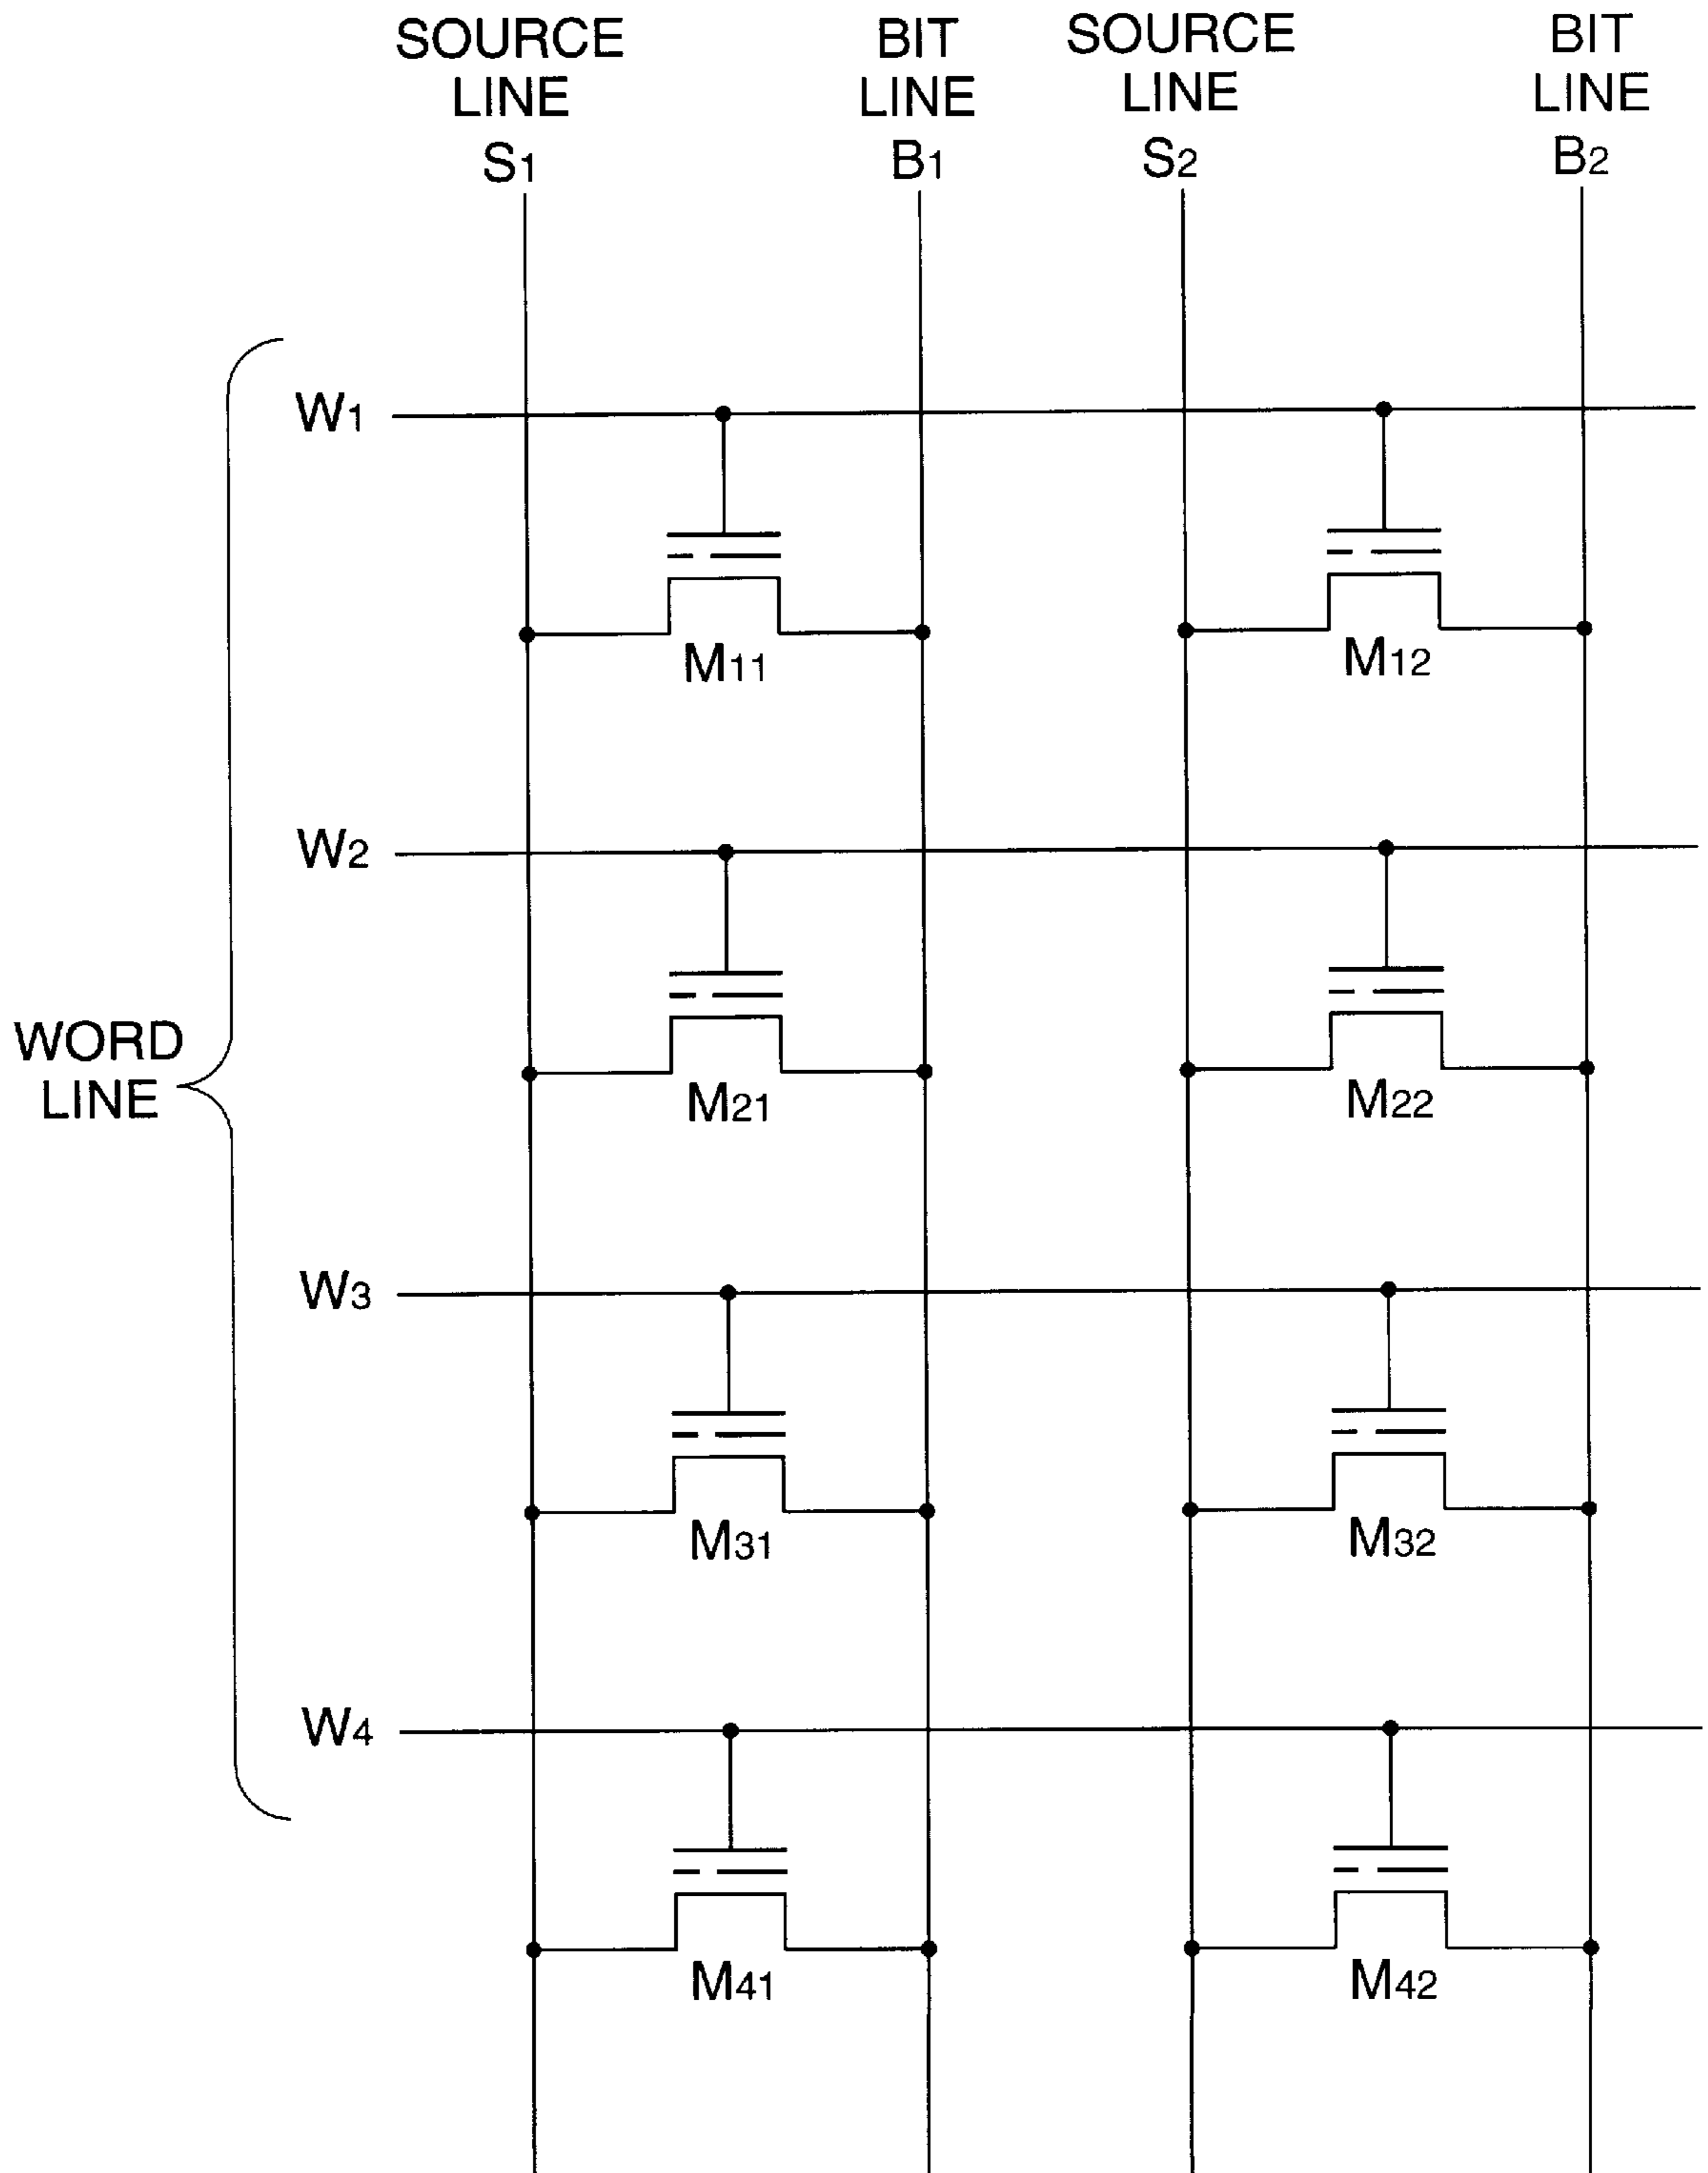 SOURCE
LINE
S1
BIT
LINE
B1
SOURCE
LINE
S2
BIT
LINE
B2
W1
M11
M12
W2
M21
M22
WORD
LINE
W3
M31
M32
W4
M41
M42